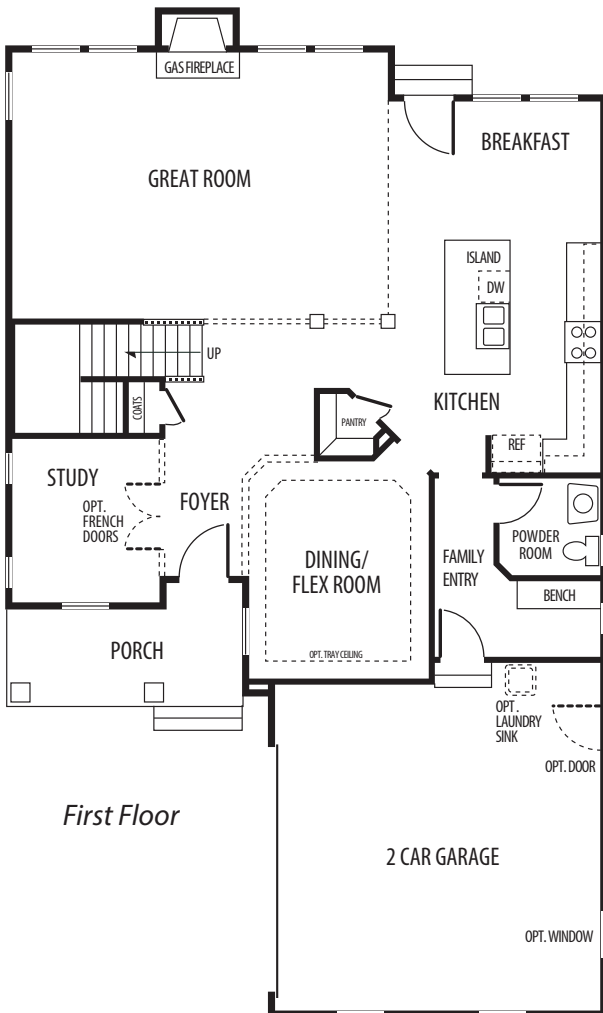 GAS FIREPLACE
BREAKFAST
GREAT ROOM
ISLAND
DW
UP
COATS
PANTRY
KITCHEN
REF
STUDY
OPT.
FRENCH
DOORS
FOYER
DINING/
FLEX ROOM
FAMILY
ENTRY
POWDER
ROOM
BENCH
PORCH
OPT. TRAY CEILING
OPT.
LAUNDRY
SINK
OPT. DOOR
First Floor
2 CAR GARAGE
OPT. WINDOW